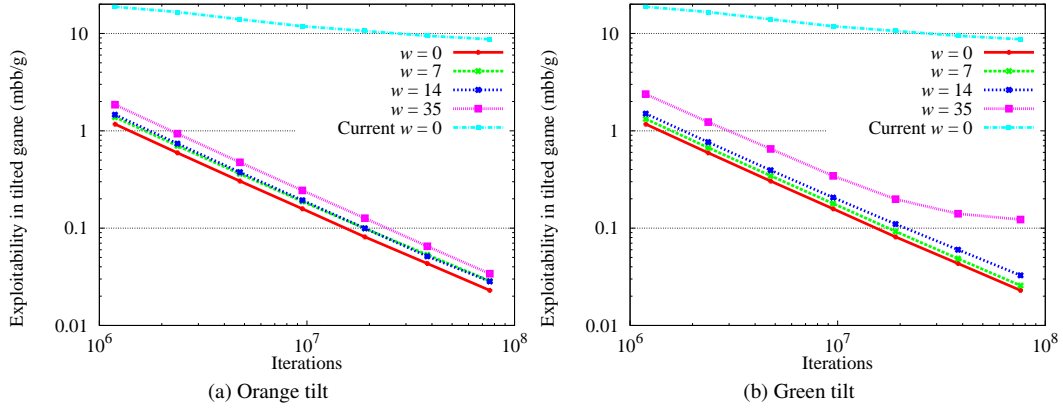 Exploitability in tilted game (mbb/g)
10
1
0.1
0.01
w = 0
w = 7
w = 14
w = 35
Current w = 0
10^6
10^7
10^8
Iterations
(a) Orange tilt
Exploitability in tilted game (mbb/g)
10
1
0.1
0.01
w = 0
w = 7
w = 14
w = 35
Current w = 0
10^6
10^7
10^8
Iterations
(b) Green tilt